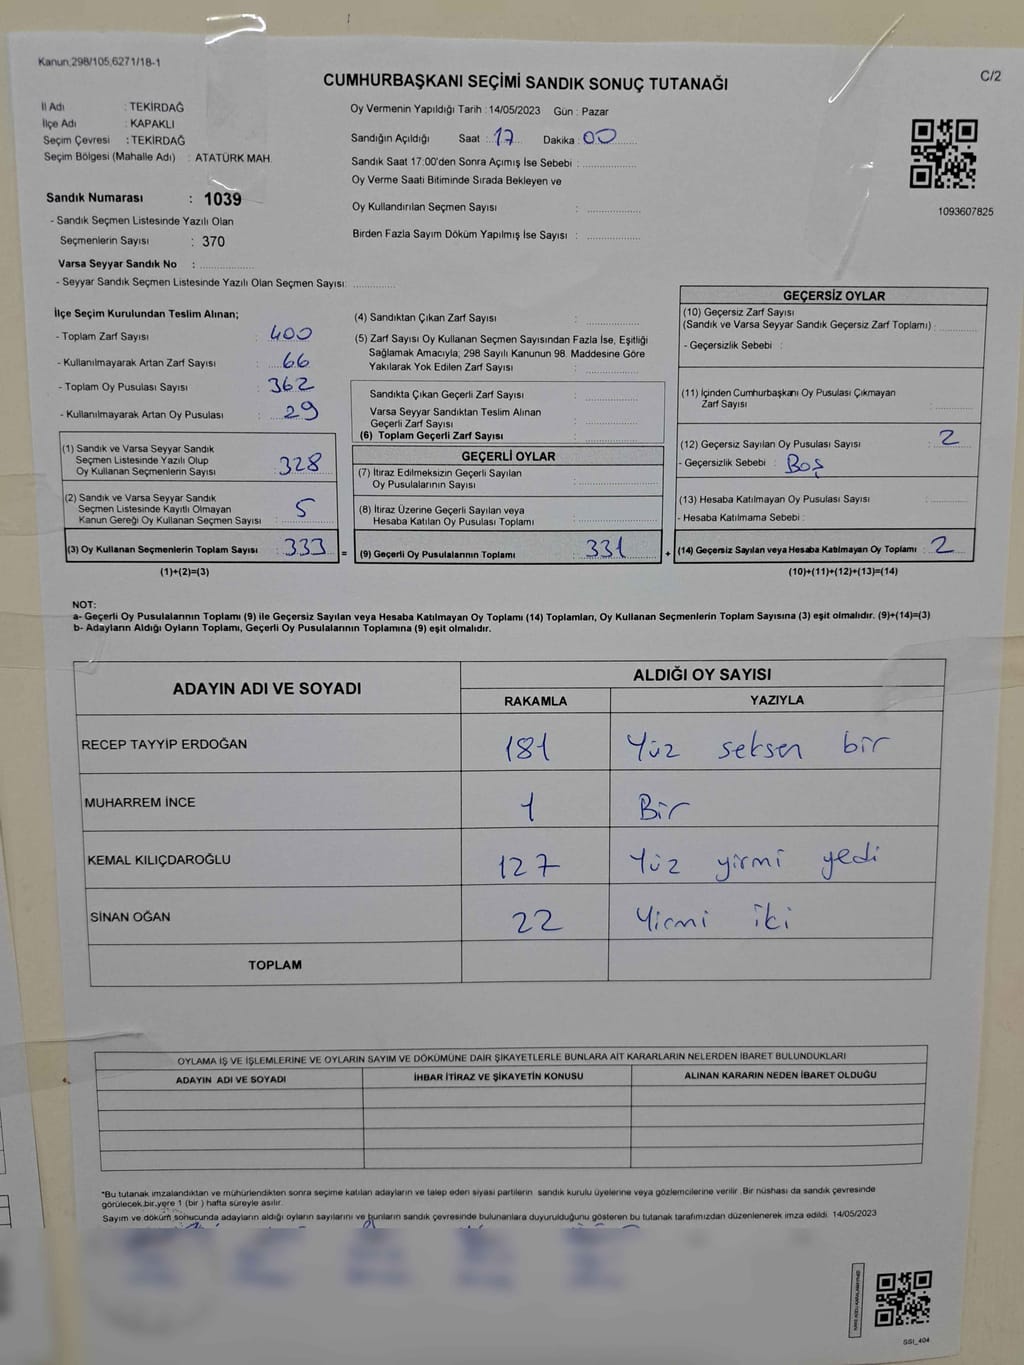 Kanun,298/105,6271/18-1
CUMHURBAŞKANI SEÇİMİ SANDIK SONUÇ TUTANAĞI
C/2
İl Adı : TEKİRDAĞ
İlçe Adı : KAPAKLI
Seçim Çevresi : TEKİRDAĞ
Seçim Bölgesi (Mahalle Adı) : ATATÜRK MAH.
Oy Vermenin Yapıldığı Tarih : 14/05/2023 Gün : Pazar
Sandığın Açıldığı Saat : 17 Dakika : 00
Sandık Saat 17:00'den Sonra Açımış İse Sebebi :
Oy Verme Saati Bitiminde Sırada Bekleyen ve
Oy Kullandırılan Seçmen Sayısı :
Birden Fazla Sayım Döküm Yapılmış İse Sayısı :
1093607825
Sandık Numarası : 1039
- Sandık Seçmen Listesinde Yazılı Olan
Seçmenlerin Sayısı : 370
Varsa Seyyar Sandık No :
- Seyyar Sandık Seçmen Listesinde Yazılı Olan Seçmen Sayısı:
İlçe Seçim Kurulundan Teslim Alınan;
- Toplam Zarf Sayısı : 400
- Kullanılmayarak Artan Zarf Sayısı : 66
- Toplam Oy Pusulası Sayısı : 362
- Kullanılmayarak Artan Oy Pusulası : 29
(1) Sandık ve Varsa Seyyar Sandık
Seçmen Listesinde Yazılı Olup
Oy Kullanan Seçmenlerin Sayısı : 328
(2) Sandık ve Varsa Seyyar Sandık
Seçmen Listesinde Kayıtlı Olmayan
Kanun Gereği Oy Kullanan Seçmen Sayısı : 5
(3) Oy Kullanan Seçmenlerin Toplam Sayısı : 333 =
(1)+(2)=(3)
(4) Sandıktan Çıkan Zarf Sayısı :
(5) Zarf Sayısı Oy Kullanan Seçmen Sayısından Fazla İse, Eşitliği
Sağlamak Amacıyla; 298 Sayılı Kanunun 98. Maddesine Göre
Yakılarak Yok Edilen Zarf Sayısı :
Sandıkta Çıkan Geçerli Zarf Sayısı :
Varsa Seyyar Sandıktan Teslim Alınan
Geçerli Zarf Sayısı :
(6) Toplam Geçerli Zarf Sayısı :
GEÇERLİ OYLAR
(7) İtiraz Edilmeksizin Geçerli Sayılan
Oy Pusulalarının Sayısı :
(8) İtiraz Üzerine Geçerli Sayılan veya
Hesaba Katılan Oy Pusulası Toplamı :
(9) Geçerli Oy Pusulalarının Toplamı : 331 +
GEÇERSİZ OYLAR
(10) Geçersiz Zarf Sayısı
(Sandık ve Varsa Seyyar Sandık Geçersiz Zarf Toplamı) :
- Geçersizlik Sebebi :
(11) İçinden Cumhurbaşkanı Oy Pusulası Çıkmayan
Zarf Sayısı :
(12) Geçersiz Sayılan Oy Pusulası Sayısı : 2
- Geçersizlik Sebebi : Boş
(13) Hesaba Katılmayan Oy Pusulası Sayısı :
- Hesaba Katılmama Sebebi :
(14) Geçersiz Sayılan veya Hesaba Katılmayan Oy Toplamı : 2
(10)+(11)+(12)+(13)=(14)
NOT:
a- Geçerli Oy Pusulalarının Toplamı (9) ile Geçersiz Sayılan veya Hesaba Katılmayan Oy Toplamı (14) Toplamları, Oy Kullanan Seçmenlerin Toplam Sayısına (3) eşit olmalıdır. (9)+(14)=(3)
b- Adayların Aldığı Oyların Toplamı, Geçerli Oy Pusulalarının Toplamına (9) eşit olmalıdır.
ADAYIN ADI VE SOYADI
ALDIĞI OY SAYISI
RAKAMLA YAZIYLA
RECEP TAYYİP ERDOĞAN 181 Yüz seksen bir
MUHARREM İNCE 1 Bir
KEMAL KILIÇDAROĞLU 127 Yüz yirmi yedi
SİNAN OĞAN 22 Yirmi iki
TOPLAM
OYLAMA İŞ VE İŞLEMLERİNE VE OYLARIN SAYIM VE DÖKÜMÜNE DAİR ŞİKAYETLERLE BUNLARA AİT KARARLARIN NELERDEN İBARET BULUNDUKLARI
ADAYIN ADI VE SOYADI İHBAR İTİRAZ VE ŞİKAYETİN KONUSU ALINAN KARARIN NEDEN İBARET OLDUĞU
*Bu tutanak imzalandıktan ve mühürlendikten sonra seçime katılan adayların ve talep eden siyasi partilerin sandık kurulu üyelerine veya gözlemcilerine verilir. Bir nüshası da sandık çevresinde
görülecek bir yere 1 (bir) hafta süreyle asılır.
Sayım ve döküm sonucunda adayların aldığı oyların sayılarını ve bunların sandık çevresinde bulunanlara duyurulduğunu gösteren bu tutanak tarafımızdan düzenlenerek imza edildi. 14/05/2023
SSI_404